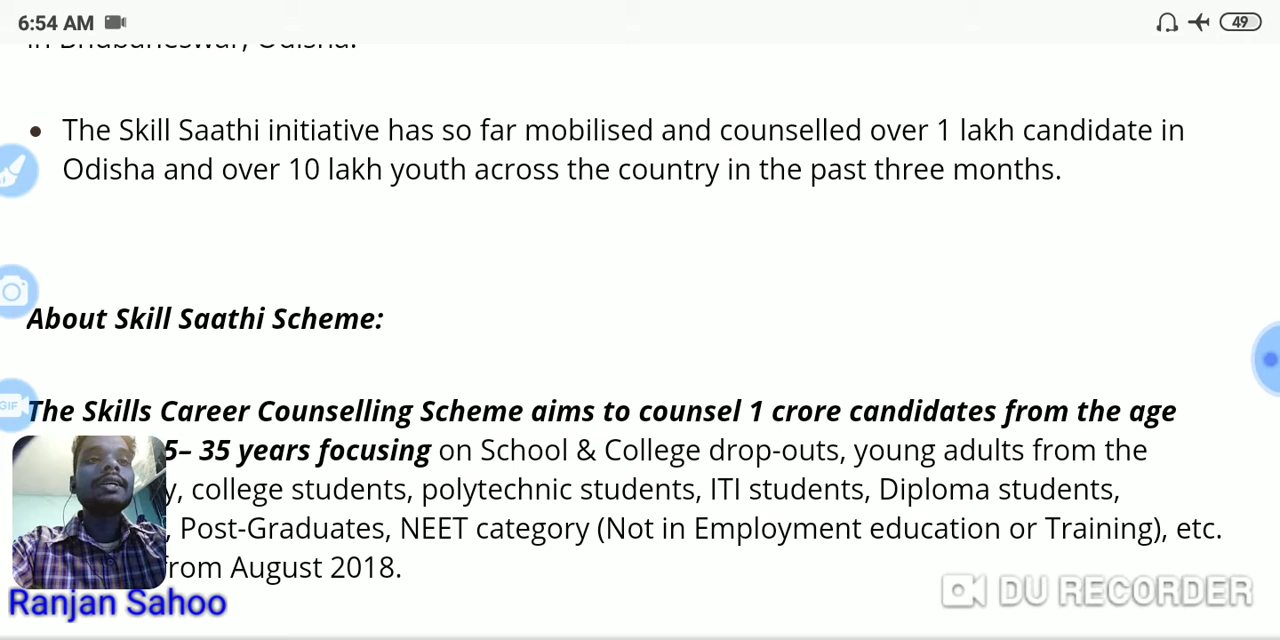 6:54 AM
49
in Bhubaneswar, Odisha.
• The Skill Saathi initiative has so far mobilised and counselled over 1 lakh candidate in
Odisha and over 10 lakh youth across the country in the past three months.
About Skill Saathi Scheme:
GIF
The Skills Career Counselling Scheme aims to counsel 1 crore candidates from the age
5– 35 years focusing on School & College drop-outs, young adults from the
y, college students, polytechnic students, ITI students, Diploma students,
, Post-Graduates, NEET category (Not in Employment education or Training), etc.
from August 2018.
Ranjan Sahoo
DU RECORDER